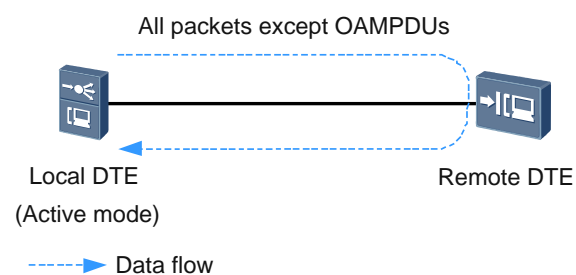 All packets except OAMPDUs
Local DTE
(Active mode)
Remote DTE
Data flow